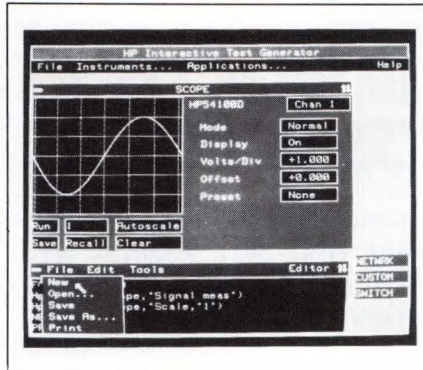 HP Interactive Test Generator
File Instruments... Applications... Help
SCOPE
HP54100D Chan 1
Mode Normal
Display On
Volts/Div +1.000
Offset +0.000
Preset None
Run Autoscale
Save Recall Clear
NETWRK
CUSTOM
SWITCH
File Edit Tools Editor
New
Open... pe,"Signal meas")
Save pe,"Scale,"1")
Save As...
Print